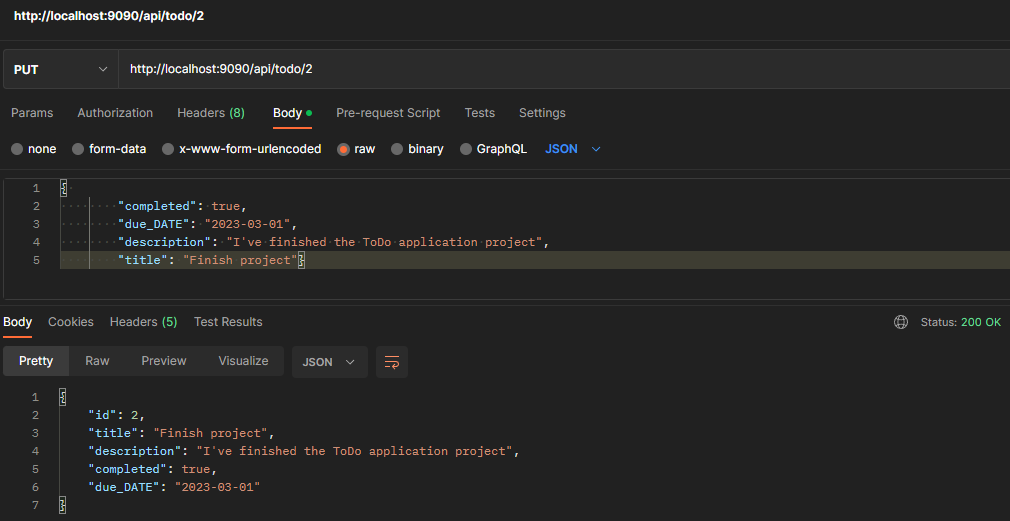 http://localhost:9090/api/todo/2
PUT http://localhost:9090/api/todo/2
Params Authorization Headers (8) Body Pre-request Script Tests Settings
none form-data x-www-form-urlencoded raw binary GraphQL JSON
1 {
2 "completed": true,
3 "due_DATE": "2023-03-01",
4 "description": "I've finished the ToDo application project",
5 "title": "Finish project"}
Body Cookies Headers (5) Test Results Status: 200 OK
Pretty Raw Preview Visualize JSON
1 {
2 "id": 2,
3 "title": "Finish project",
4 "description": "I've finished the ToDo application project",
5 "completed": true,
6 "due_DATE": "2023-03-01"
7 }